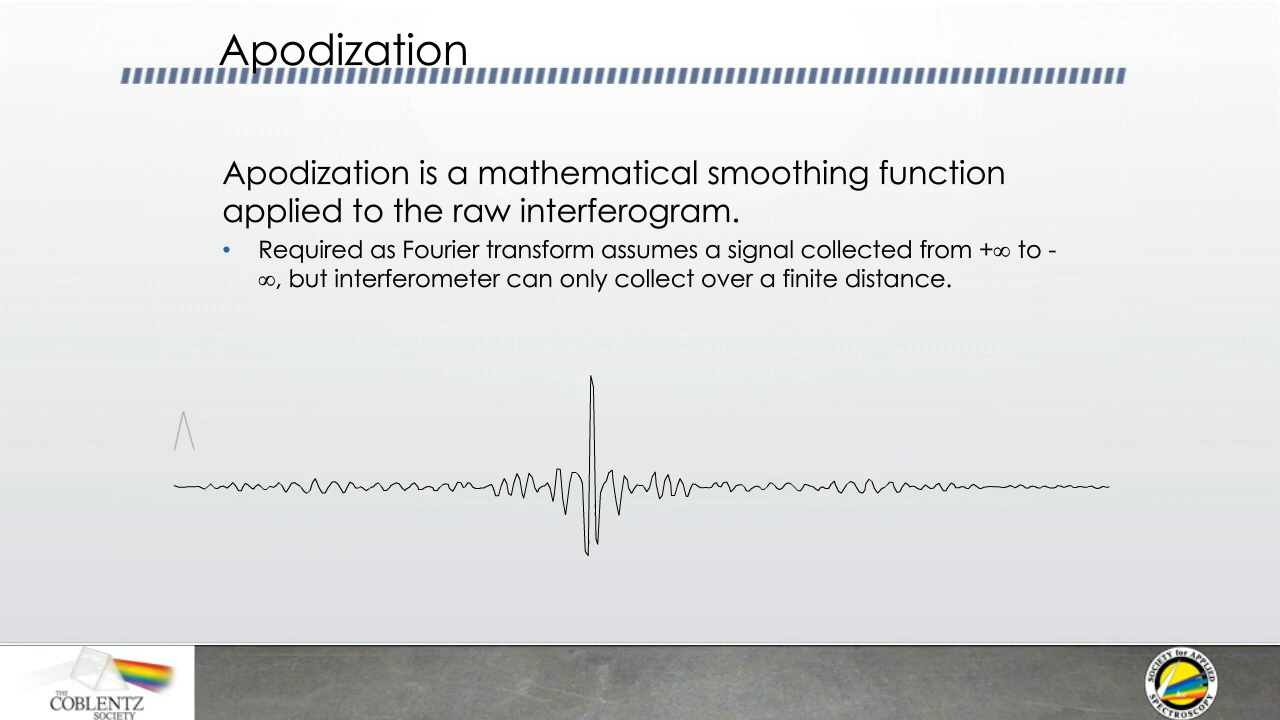 Apodization
Apodization is a mathematical smoothing function
applied to the raw interferogram.
• Required as Fourier transform assumes a signal collected from +∞ to -
∞, but interferometer can only collect over a finite distance.
THE
COBLENTZ
SOCIETY
SOCIETY for APPLIED
SPECTROSCOPY